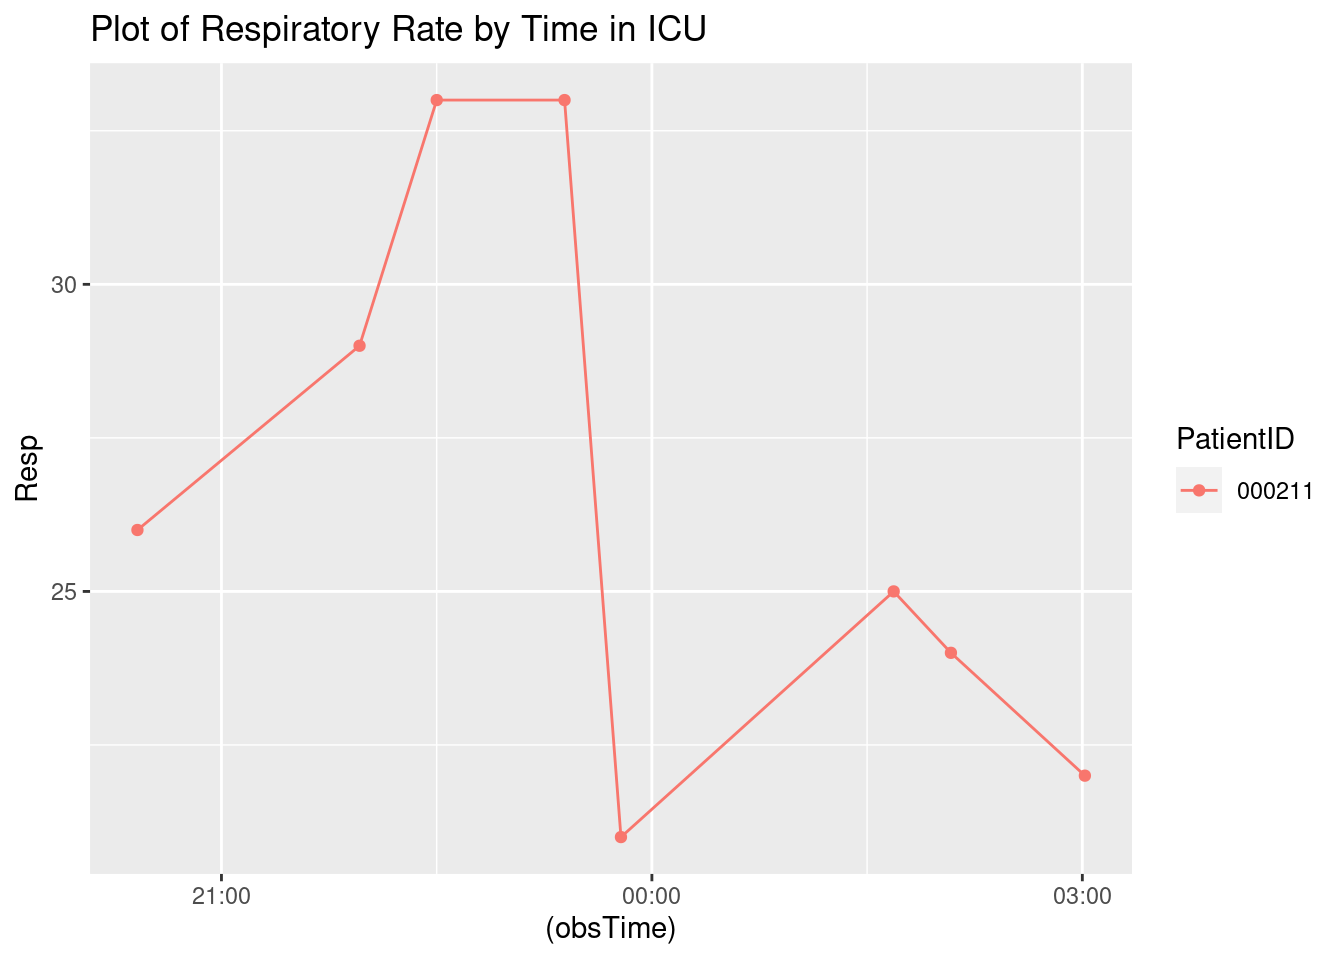 Plot of Respiratory Rate by Time in ICU
30
25
Resp
21:00
00:00
03:00
(obsTime)
PatientID
000211